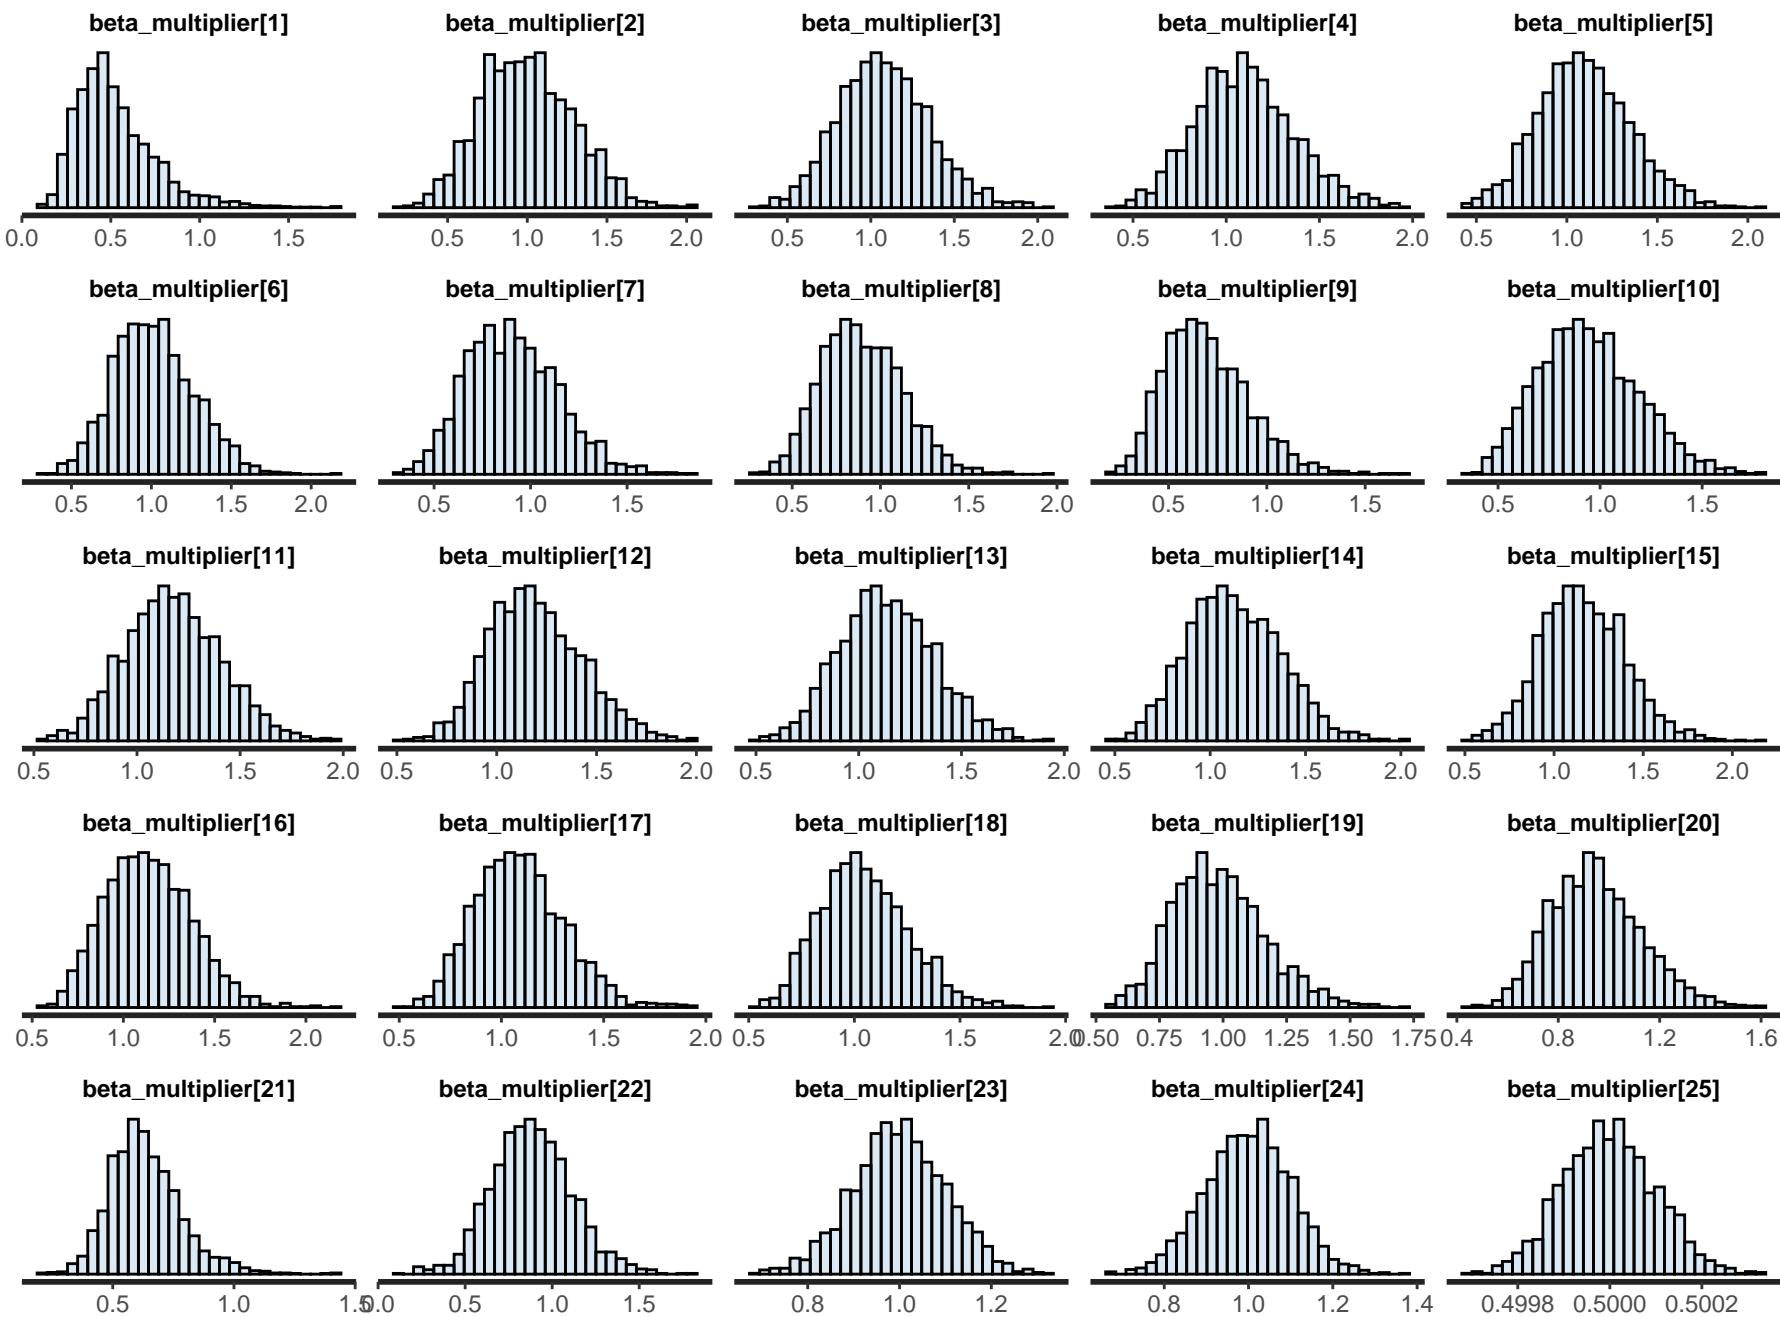 beta_multiplier[1] beta_multiplier[2] beta_multiplier[3] beta_multiplier[4] beta_multiplier[5]
0.0 0.5 1.0 1.5 0.5 1.0 1.5 2.0 0.5 1.0 1.5 2.0 0.5 1.0 1.5 2.0 0.5 1.0 1.5 2.0
beta_multiplier[6] beta_multiplier[7] beta_multiplier[8] beta_multiplier[9] beta_multiplier[10]
0.5 1.0 1.5 2.0 0.5 1.0 1.5 0.5 1.0 1.5 2.0 0.5 1.0 1.5 0.5 1.0 1.5
beta_multiplier[11] beta_multiplier[12] beta_multiplier[13] beta_multiplier[14] beta_multiplier[15]
0.5 1.0 1.5 2.0 0.5 1.0 1.5 2.0 0.5 1.0 1.5 2.0 0.5 1.0 1.5 2.0 0.5 1.0 1.5 2.0
beta_multiplier[16] beta_multiplier[17] beta_multiplier[18] beta_multiplier[19] beta_multiplier[20]
0.5 1.0 1.5 2.0 0.5 1.0 1.5 2.0 0.5 1.0 1.5 2.0 0.50 0.75 1.00 1.25 1.50 1.75 0.4 0.8 1.2 1.6
beta_multiplier[21] beta_multiplier[22] beta_multiplier[23] beta_multiplier[24] beta_multiplier[25]
0.5 1.0 1.5 0.0 0.5 1.0 1.5 0.8 1.0 1.2 0.8 1.0 1.2 1.4 0.4998 0.5000 0.5002